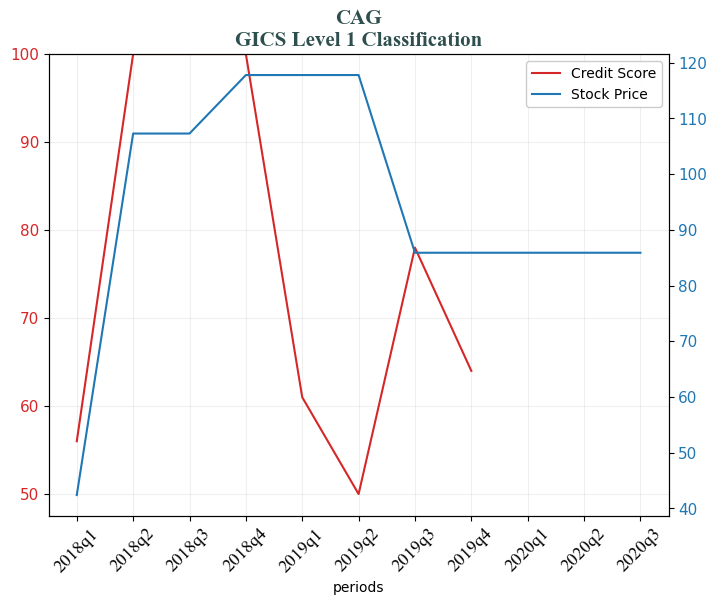 CAG
GICS Level 1 Classification
Credit Score
Stock Price
100
90
80
70
60
50
120
110
100
90
80
70
60
50
40
2018q1
2018q2
2018q3
2018q4
2019q1
2019q2
2019q3
2019q4
2020q1
2020q2
2020q3
periods